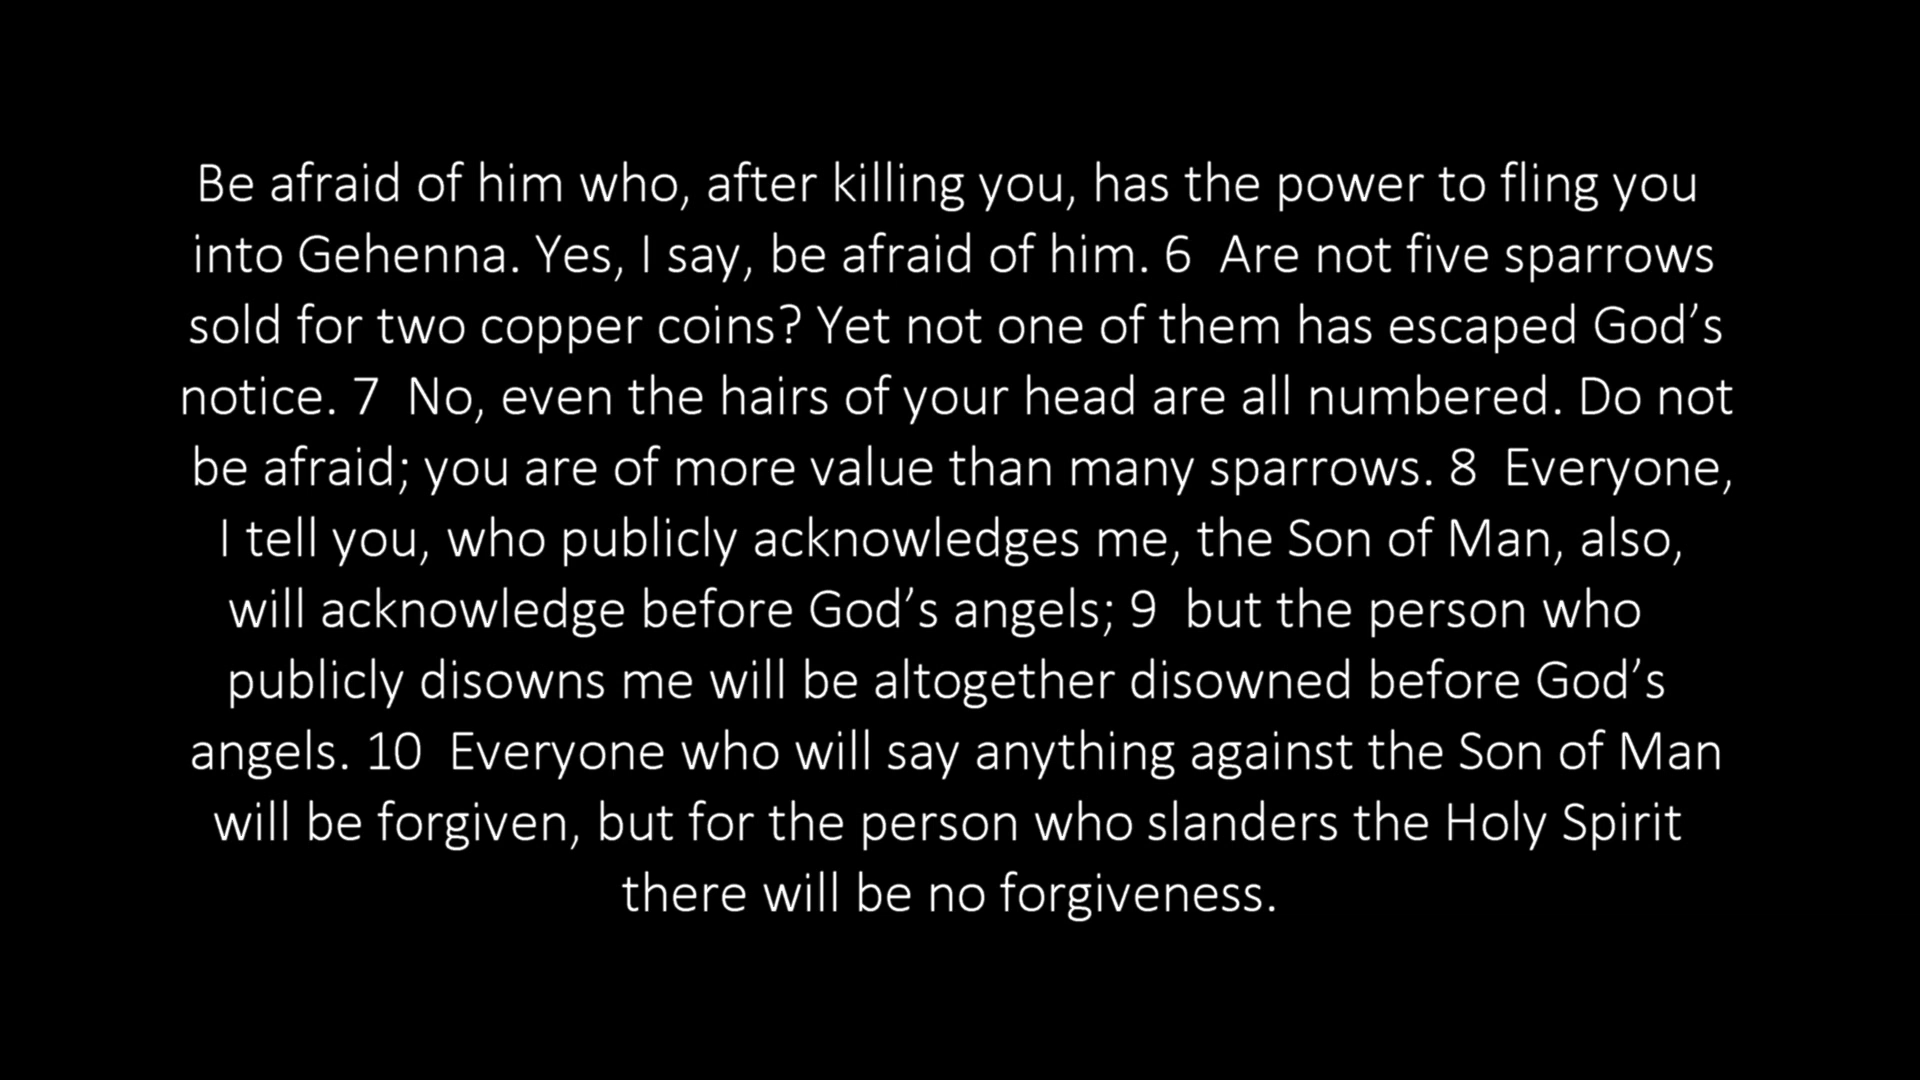 Be afraid of him who, after killing you, has the power to fling you
into Gehenna. Yes, I say, be afraid of him. 6  Are not five sparrows
sold for two copper coins? Yet not one of them has escaped God’s
notice. 7  No, even the hairs of your head are all numbered. Do not
be afraid; you are of more value than many sparrows. 8  Everyone,
I tell you, who publicly acknowledges me, the Son of Man, also,
will acknowledge before God’s angels; 9  but the person who
publicly disowns me will be altogether disowned before God’s
angels. 10  Everyone who will say anything against the Son of Man
will be forgiven, but for the person who slanders the Holy Spirit
there will be no forgiveness.